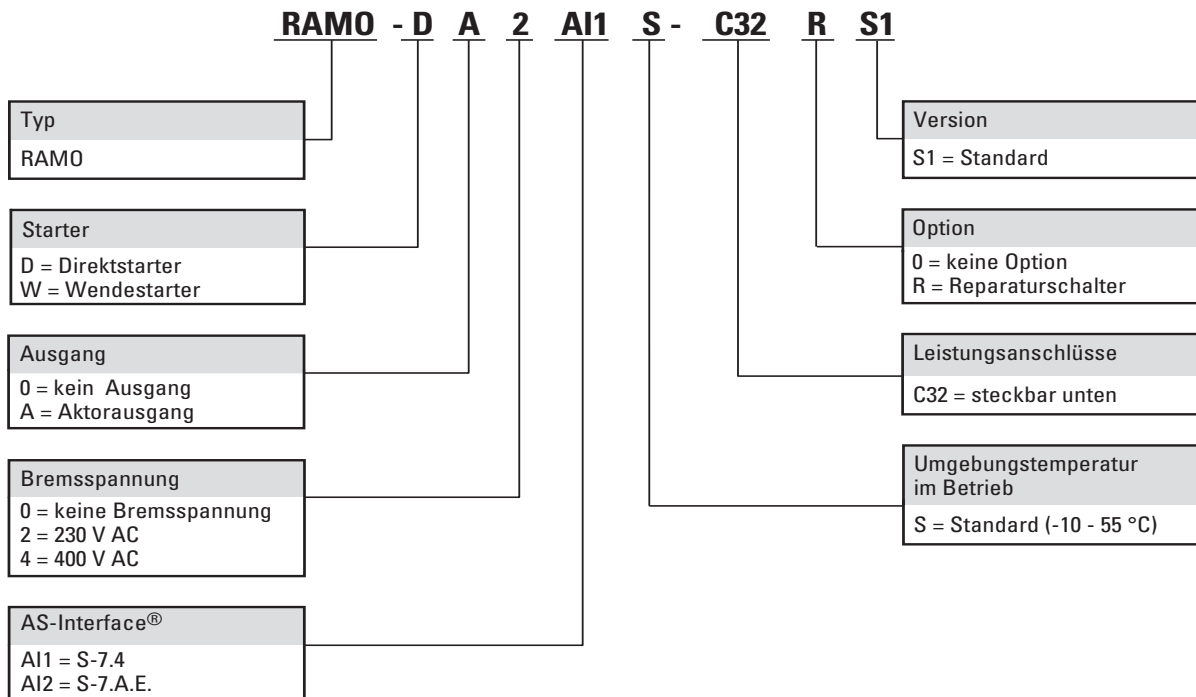 RAMO - D A 2 AI1 S - C32 R S1
Typ
RAMO
Starter
D = Direktstarter
W = Wendestarter
Ausgang
0 = kein Ausgang
A = Aktorausgang
Bremsspannung
0 = keine Bremsspannung
2 = 230 V AC
4 = 400 V AC
AS-Interface®
AI1 = S-7.4
AI2 = S-7.A.E.
Version
S1 = Standard
Option
0 = keine Option
R = Reparaturschalter
Leistungsanschlüsse
C32 = steckbar unten
Umgebungstemperatur
im Betrieb
S = Standard (-10 - 55 °C)